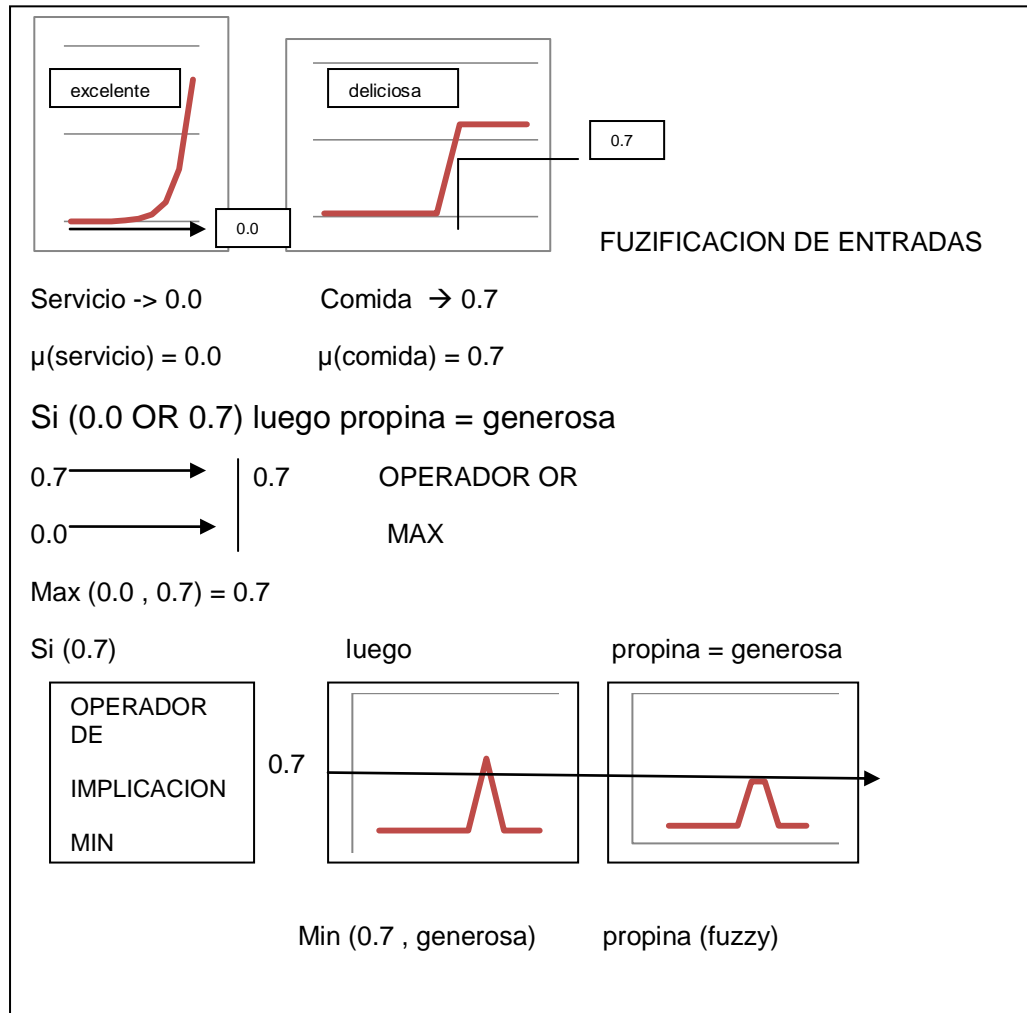 excelente
deliciosa
0.7
0.0
FUZIFICACION DE ENTRADAS
Servicio -> 0.0 Comida → 0.7
µ(servicio) = 0.0 µ(comida) = 0.7
Si (0.0 OR 0.7) luego propina = generosa
0.7 0.7 OPERADOR OR
0.0 MAX
Max (0.0 , 0.7) = 0.7
Si (0.7) luego propina = generosa
OPERADOR
DE
IMPLICACION
MIN
0.7
Min (0.7 , generosa) propina (fuzzy)